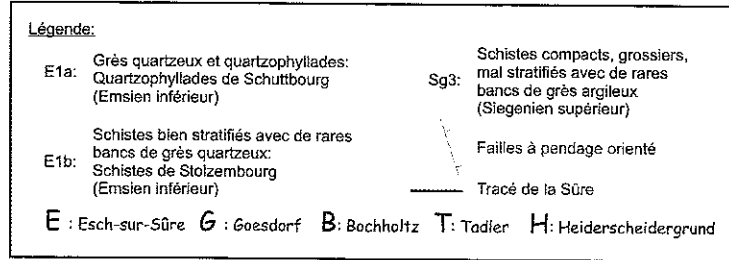 Légende:
E1a: Grès quartzeux et quartzophyllades:
Quartzophyllades de Schuttbourg
(Emsien inférieur)
E1b: Schistes bien stratifiés avec de rares
bancs de grès quartzeux:
Schistes de Stolzembourg
(Emsien inférieur)
Sg3: Schistes compacts, grossiers,
mal stratifiés avec de rares
bancs de grès argileux
(Siegenien supérieur)
Failles à pendage orienté
Tracé de la Sûre
E : Esch-sur-Sûre G : Goesdorf B: Bochholtz T: Tadler H: Heiderscheidergrund